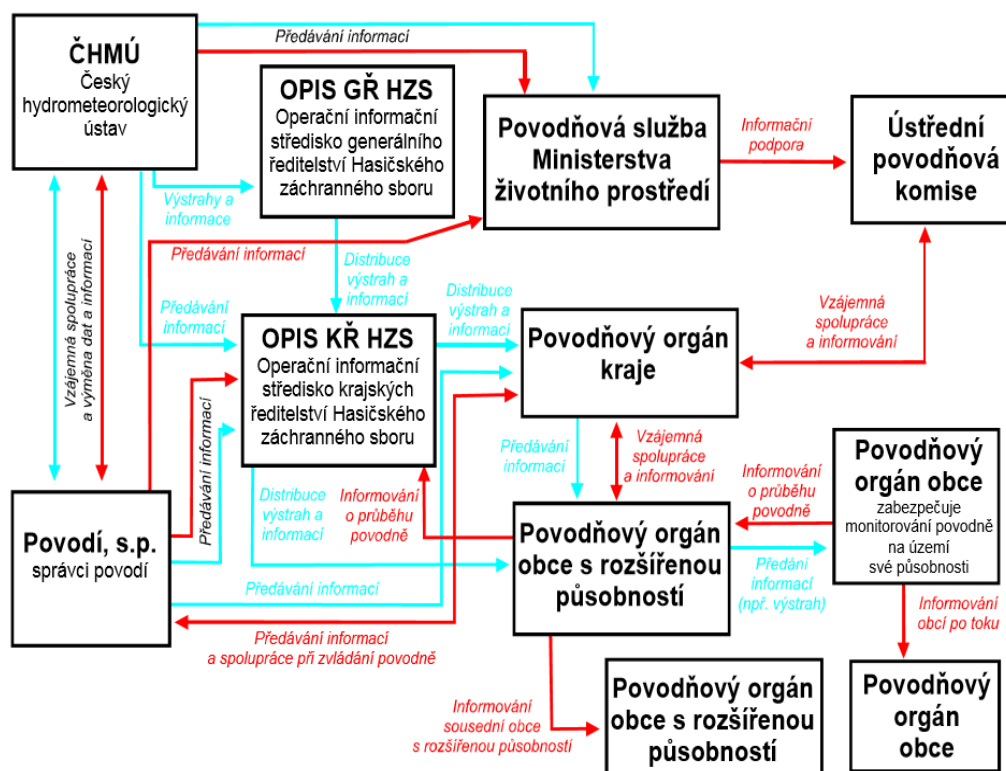 ČHMÚ
Český
hydrometeorologický
ústav
Předávání informací
OPIS GŘ HZS
Operační informační
středisko generálního
ředitelství Hasičského
záchranného sboru
Povodňová služba
Ministerstva
životního prostředí
Informační
podpora
Ústřední
povodňová
komise
Výstrahy a
informace
Předávání informací
Distribuce
výstrah a
informací
Předávání
informací
Distribuce
výstrah a
informací
Vzájemná spolupráce
a výměna dat a informací
OPIS KŘ HZS
Operační informační
středisko krajských
ředitelství Hasičského
záchranného sboru
Povodňový orgán
kraje
Vzájemná
spolupráce
a informování
Předávání informací
Předávání
informací
Vzájemná
spolupráce
a informování
Povodňový
orgán obce
zabezpečuje
monitorování povodně
na území
své působnosti
Povodí, s.p.
správci povodí
Distribuce
výstrah a
informací
Informování
o průběhu
povodně
Povodňový orgán
obce s rozšířenou
působností
Informování
o průběhu
povodně
Předání
informací
(např. výstrah)
Předávání informací
Předávání informací
a spolupráce při zvládání povodně
Informování
obcí po toku
Informování
sousední obce
s rozšířenou působností
Povodňový orgán
obce s rozšířenou
působností
Povodňový
orgán
obce